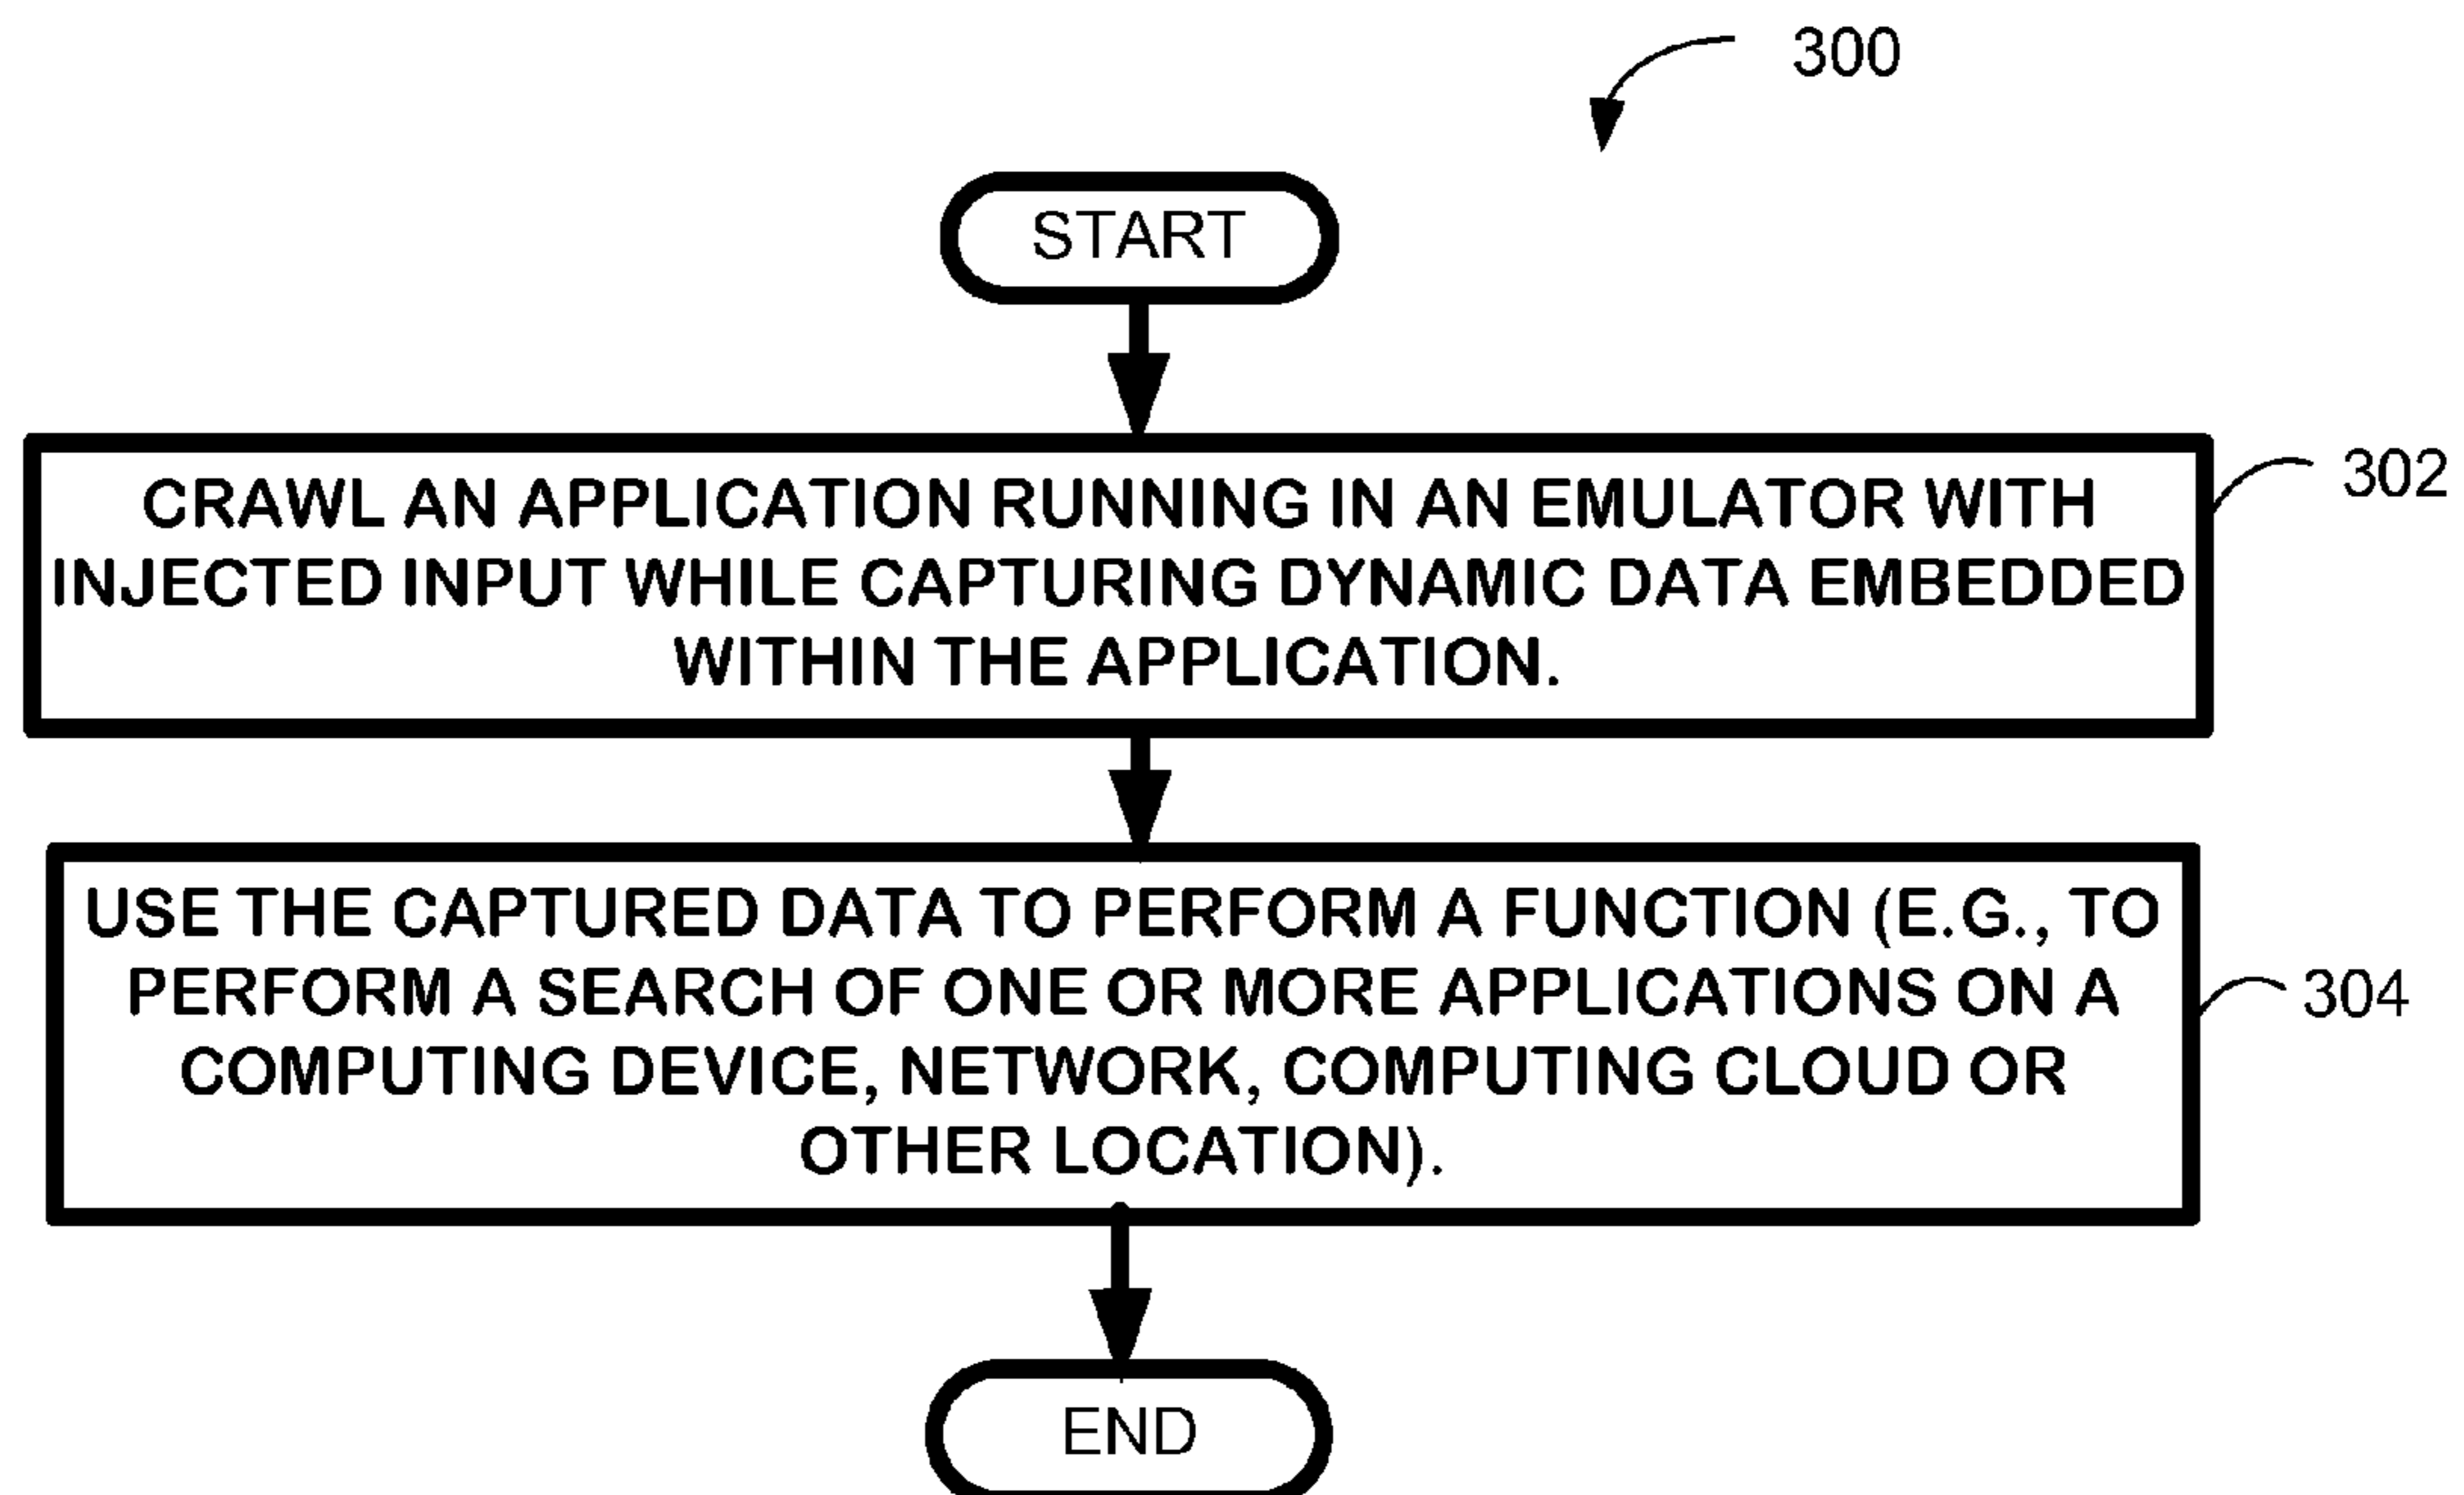 300
START
CRAWL AN APPLICATION RUNNING IN AN EMULATOR WITH
INJECTED INPUT WHILE CAPTURING DYNAMIC DATA EMBEDDED
WITHIN THE APPLICATION.
302
USE THE CAPTURED DATA TO PERFORM A FUNCTION (E.G., TO
PERFORM A SEARCH OF ONE OR MORE APPLICATIONS ON A
COMPUTING DEVICE, NETWORK, COMPUTING CLOUD OR
OTHER LOCATION).
304
END